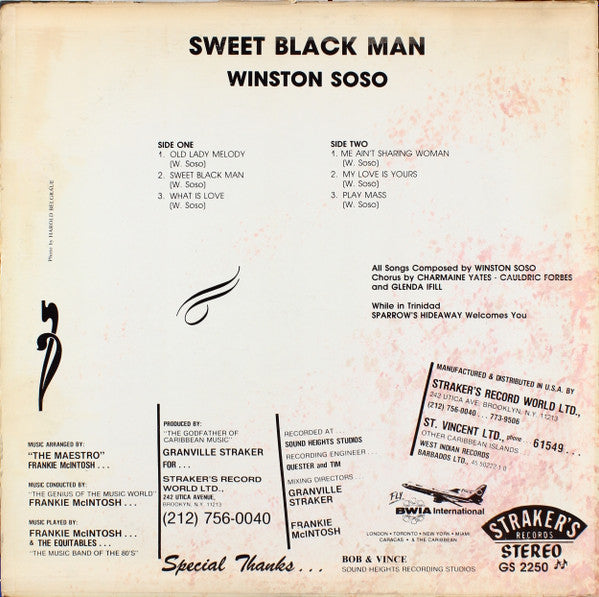 SWEET BLACK MAN
WINSTON SOSO
SIDE ONE
1. OLD LADY MELODY
(W. Soso)
2. SWEET BLACK MAN
(W. Soso)
3. WHAT IS LOVE
(W. Soso)
SIDE TWO
1. ME AIN'T SHARING WOMAN
(W. Soso)
2. MY LOVE IS YOURS
(W. Soso)
3. PLAY MASS
(W. Soso)
Photo by HAROLD BELGRAVE
All Songs Composed by WINSTON SOSO
Chorus by CHARMAINE YATES - CAULDRIC FORBES
and GLENDA IFILL
While in Trinidad
SPARROW'S HIDEAWAY Welcomes You
MUSIC ARRANGED BY:
"THE MAESTRO"
FRANKIE McINTOSH . . .
MUSIC CONDUCTED BY:
"THE GENIUS OF THE MUSIC WORLD"
FRANKIE McINTOSH . . .
MUSIC PLAYED BY:
FRANKIE McINTOSH . . .
& THE EQUITABLES . . .
"THE MUSIC BAND OF THE 80'S"
PRODUCED BY:
"THE GODFATHER OF
CARIBBEAN MUSIC"
GRANVILLE STRAKER
FOR . . .
STRAKER'S RECORD
WORLD LTD.,
242 UTICA AVENUE,
BROOKLYN, N.Y. 11213
(212) 756-0040
RECORDED AT . . .
SOUND HEIGHTS STUDIOS
RECORDING ENGINEER . . .
QUESTER and TIM
MIXING DIRECTORS . . .
GRANVILLE
STRAKER
FRANKIE
McINTOSH
MANUFACTURED & DISTRIBUTED IN U.S.A. BY
STRAKER'S RECORD WORLD LTD.,
242 UTICA AVE. BROOKLYN, N.Y. 11213
(212) 756-0040 . . . 773-9506
ST. VINCENT LTD., phone 61549 . . .
OTHER CARIBBEAN ISLANDS . . .
WEST INDIAN RECORDS
BARBADOS LTD.,
FLY
BWIA International
LONDON • TORONTO • NEW YORK • MIAMI
CARACAS • & THE CARIBBEAN
STRAKER'S
RECORDS
STEREO
GS 2250
Special Thanks . . .
BOB & VINCE
SOUND HEIGHTS RECORDING STUDIOS